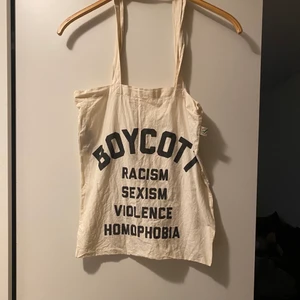 BOYCOTT
RACISM
SEXISM
VIOLENCE
HOMOPHOBIA